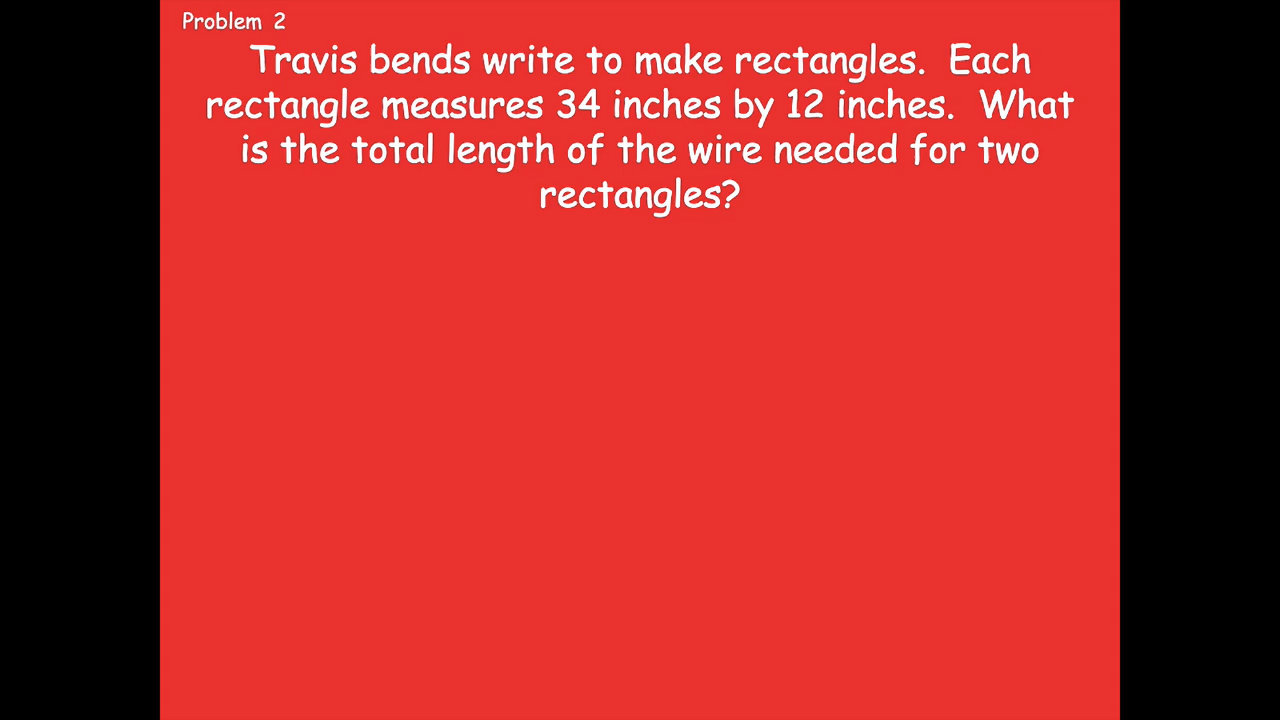 Problem 2
Travis bends write to make rectangles. Each
rectangle measures 34 inches by 12 inches. What
is the total length of the wire needed for two
rectangles?